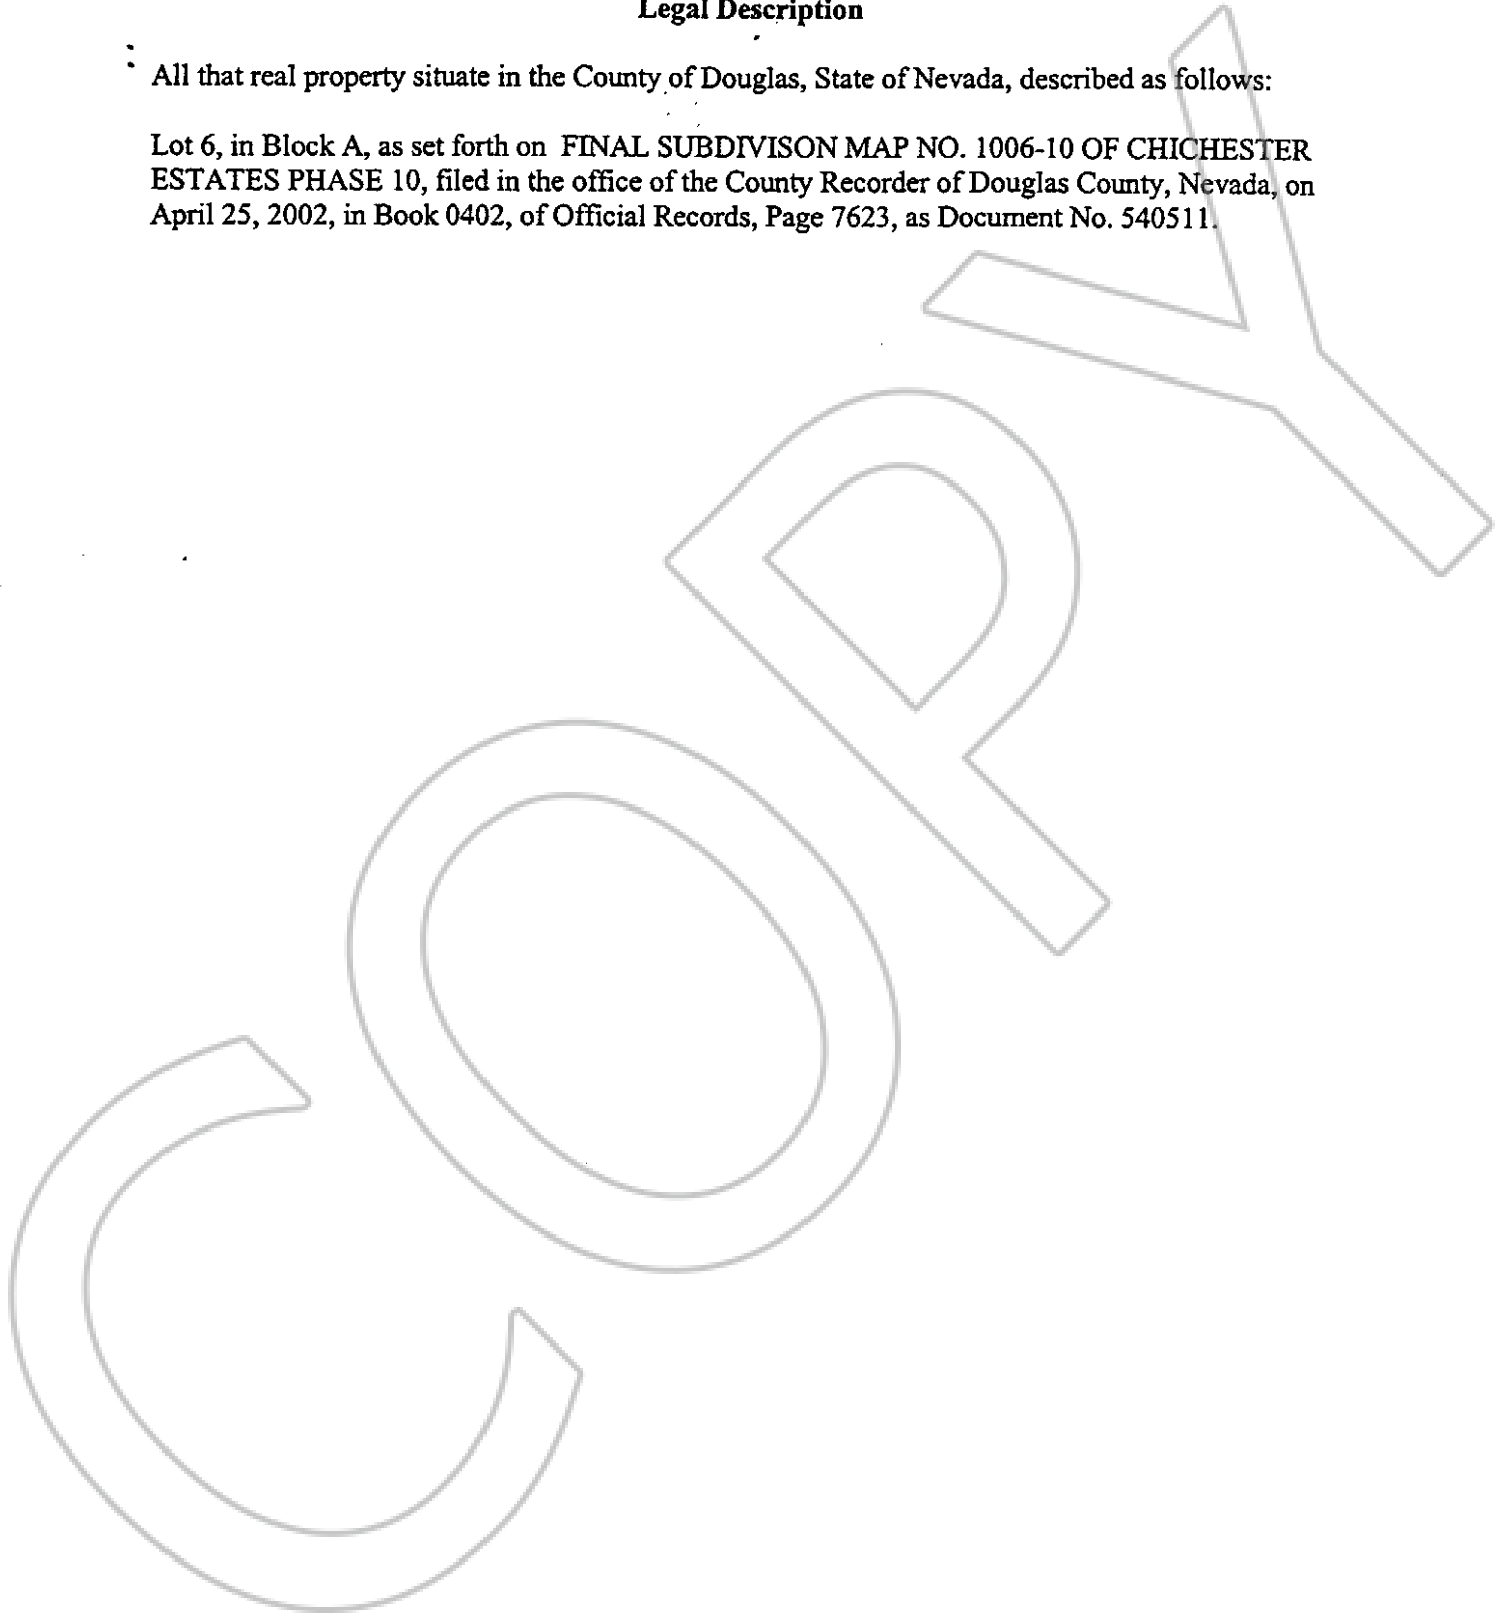 Legal Description
All that real property situate in the County of Douglas, State of Nevada, described as follows:
Lot 6, in Block A, as set forth on FINAL SUBDIVISON MAP NO. 1006-10 OF CHICHESTER
ESTATES PHASE 10, filed in the office of the County Recorder of Douglas County, Nevada, on
April 25, 2002, in Book 0402, of Official Records, Page 7623, as Document No. 540511.
COPY